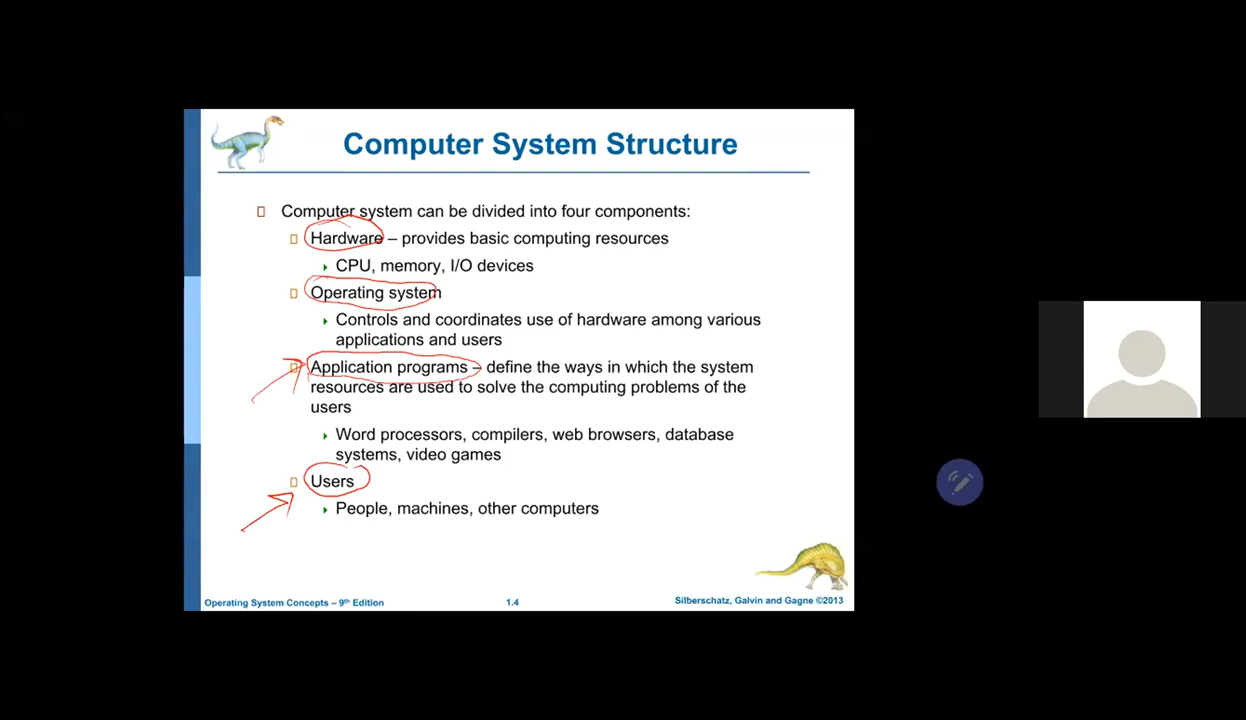 Computer System Structure
Computer system can be divided into four components:
Hardware – provides basic computing resources
CPU, memory, I/O devices
Operating system
Controls and coordinates use of hardware among various
applications and users
Application programs – define the ways in which the system
resources are used to solve the computing problems of the
users
Word processors, compilers, web browsers, database
systems, video games
Users
People, machines, other computers
Operating System Concepts – 9th Edition
1.4
Silberschatz, Galvin and Gagne ©2013